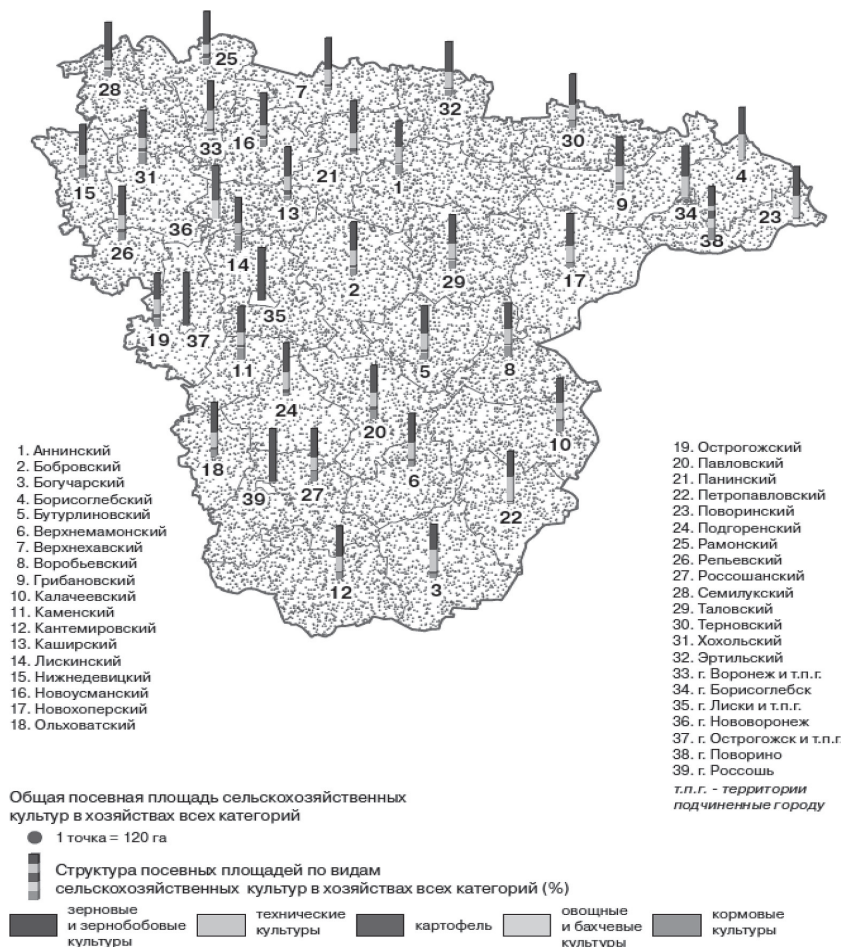 25
28
7
32
30
33
16
4
15
31
21
1
9
13
34
23
36
38
26
14
2
29
17
35
19
37
11
5
8
24
20
10
18
39
27
6
22
12
3
1. Аннинский
2. Бобровский
3. Богучарский
4. Борисоглебский
5. Бутурлиновский
6. Верхнемамонский
7. Верхнехавский
8. Воробьевский
9. Грибановский
10. Калачеевский
11. Каменский
12. Кантемировский
13. Каширский
14. Лискинский
15. Нижнедевицкий
16. Новоусманский
17. Новохоперский
18. Ольховатский
19. Острогожский
20. Павловский
21. Панинский
22. Петропавловский
23. Поворинский
24. Подгоренский
25. Рамонский
26. Репьевский
27. Россошанский
28. Семилукский
29. Таловский
30. Терновский
31. Хохольский
32. Эртильский
33. г. Воронеж и т.п.г.
34. г. Борисоглебск
35. г. Лиски и т.п.г.
36. г. Нововоронеж
37. г. Острогожск и т.п.г.
38. г. Поворино
39. г. Россошь
т.п.г. - территории
подчиненные городу
Общая посевная площадь сельскохозяйственных
культур в хозяйствах всех категорий
1 точка = 120 га
Структура посевных площадей по видам
сельскохозяйственных культур в хозяйствах всех категорий (%)
зерновые
и зернобобовые
культуры
технические
культуры
картофель
овощные
и бахчевые
культуры
кормовые
культуры